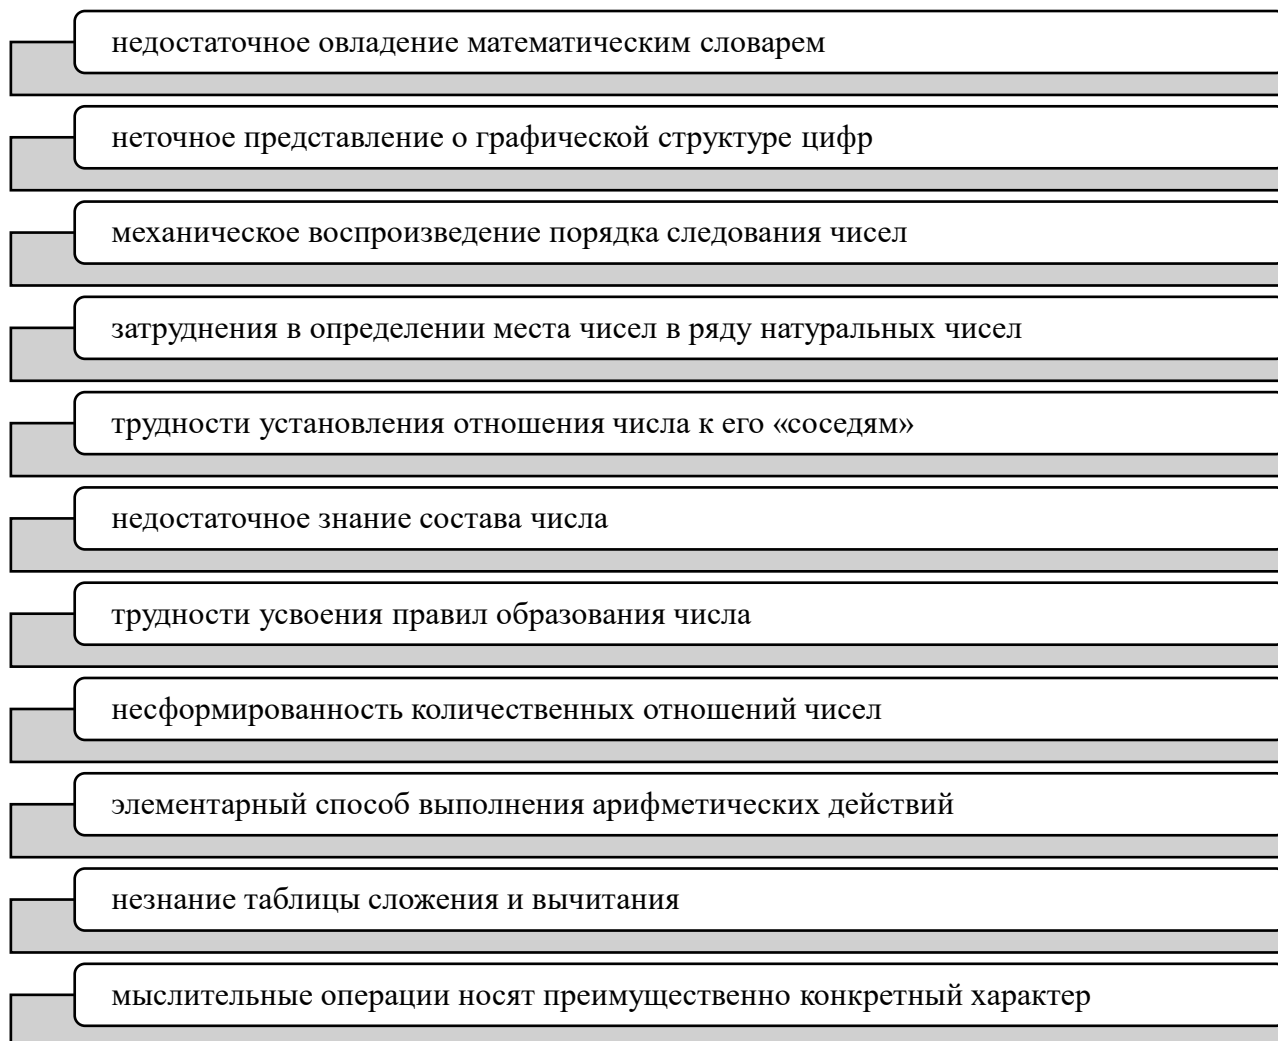 недостаточное овладение математическим словарем
неточное представление о графической структуре цифр
механическое воспроизведение порядка следования чисел
затруднения в определении места чисел в ряду натуральных чисел
трудности установления отношения числа к его «соседям»
недостаточное знание состава числа
трудности усвоения правил образования числа
несформированность количественных отношений чисел
элементарный способ выполнения арифметических действий
незнание таблицы сложения и вычитания
мыслительные операции носят преимущественно конкретный характер